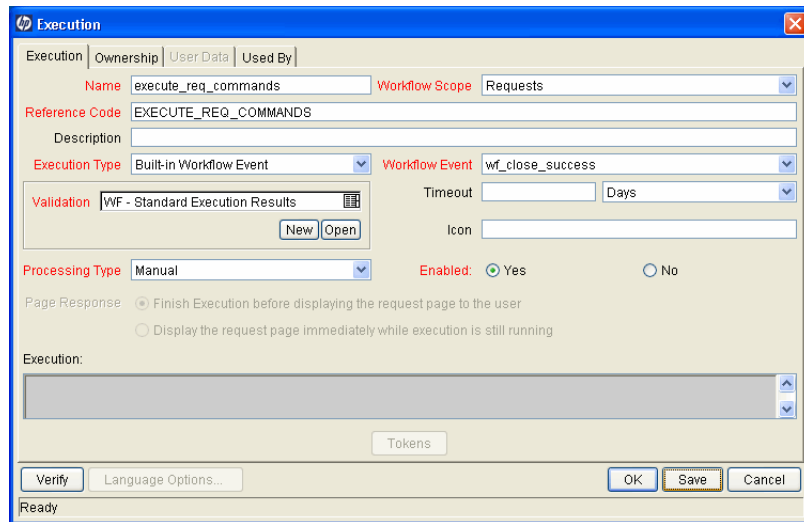 hp Execution
Execution Ownership User Data Used By
Name execute_req_commands Workflow Scope Requests
Reference Code EXECUTE_REQ_COMMANDS
Description
Execution Type Built-in Workflow Event Workflow Event wf_close_success
Validation WF - Standard Execution Results Timeout Days
New Open Icon
Processing Type Manual Enabled: Yes No
Page Response Finish Execution before displaying the request page to the user
Display the request page immediately while execution is still running
Execution:
Tokens
Verify Language Options... OK Save Cancel
Ready